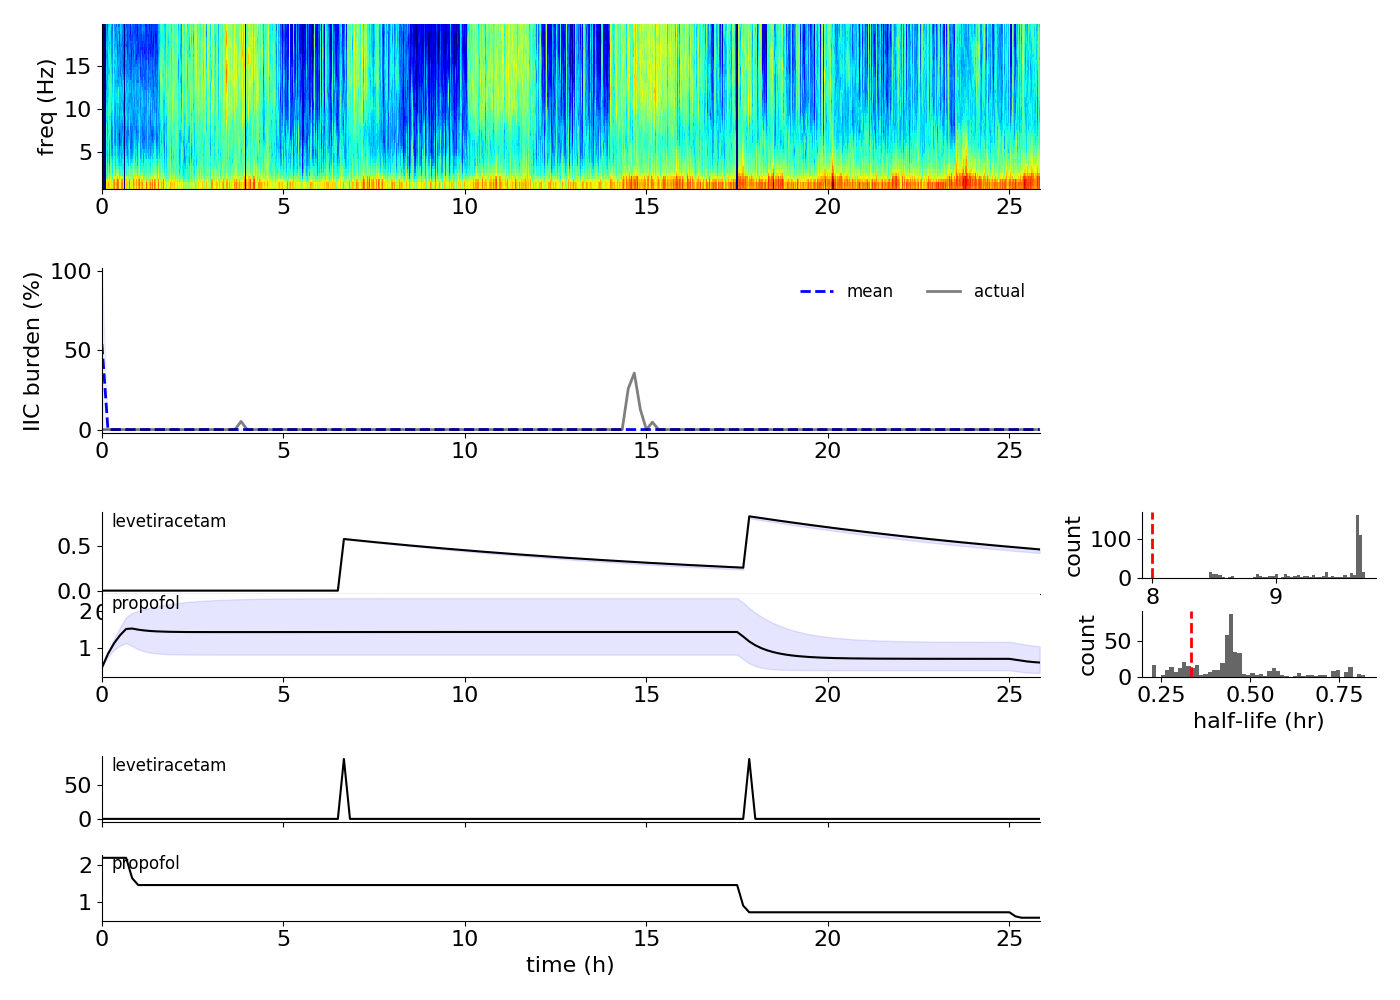 freq (Hz)
15
10
5
0 5 10 15 20 25
IIC burden (%)
100
50
0
mean actual
0 5 10 15 20 25
levetiracetam
0.5
0.0
count
100
0
8 9
propofol
2
1
0 5 10 15 20 25
count
50
0
0.25 0.50 0.75
half-life (hr)
levetiracetam
50
0
propofol
2
1
0 5 10 15 20 25
time (h)